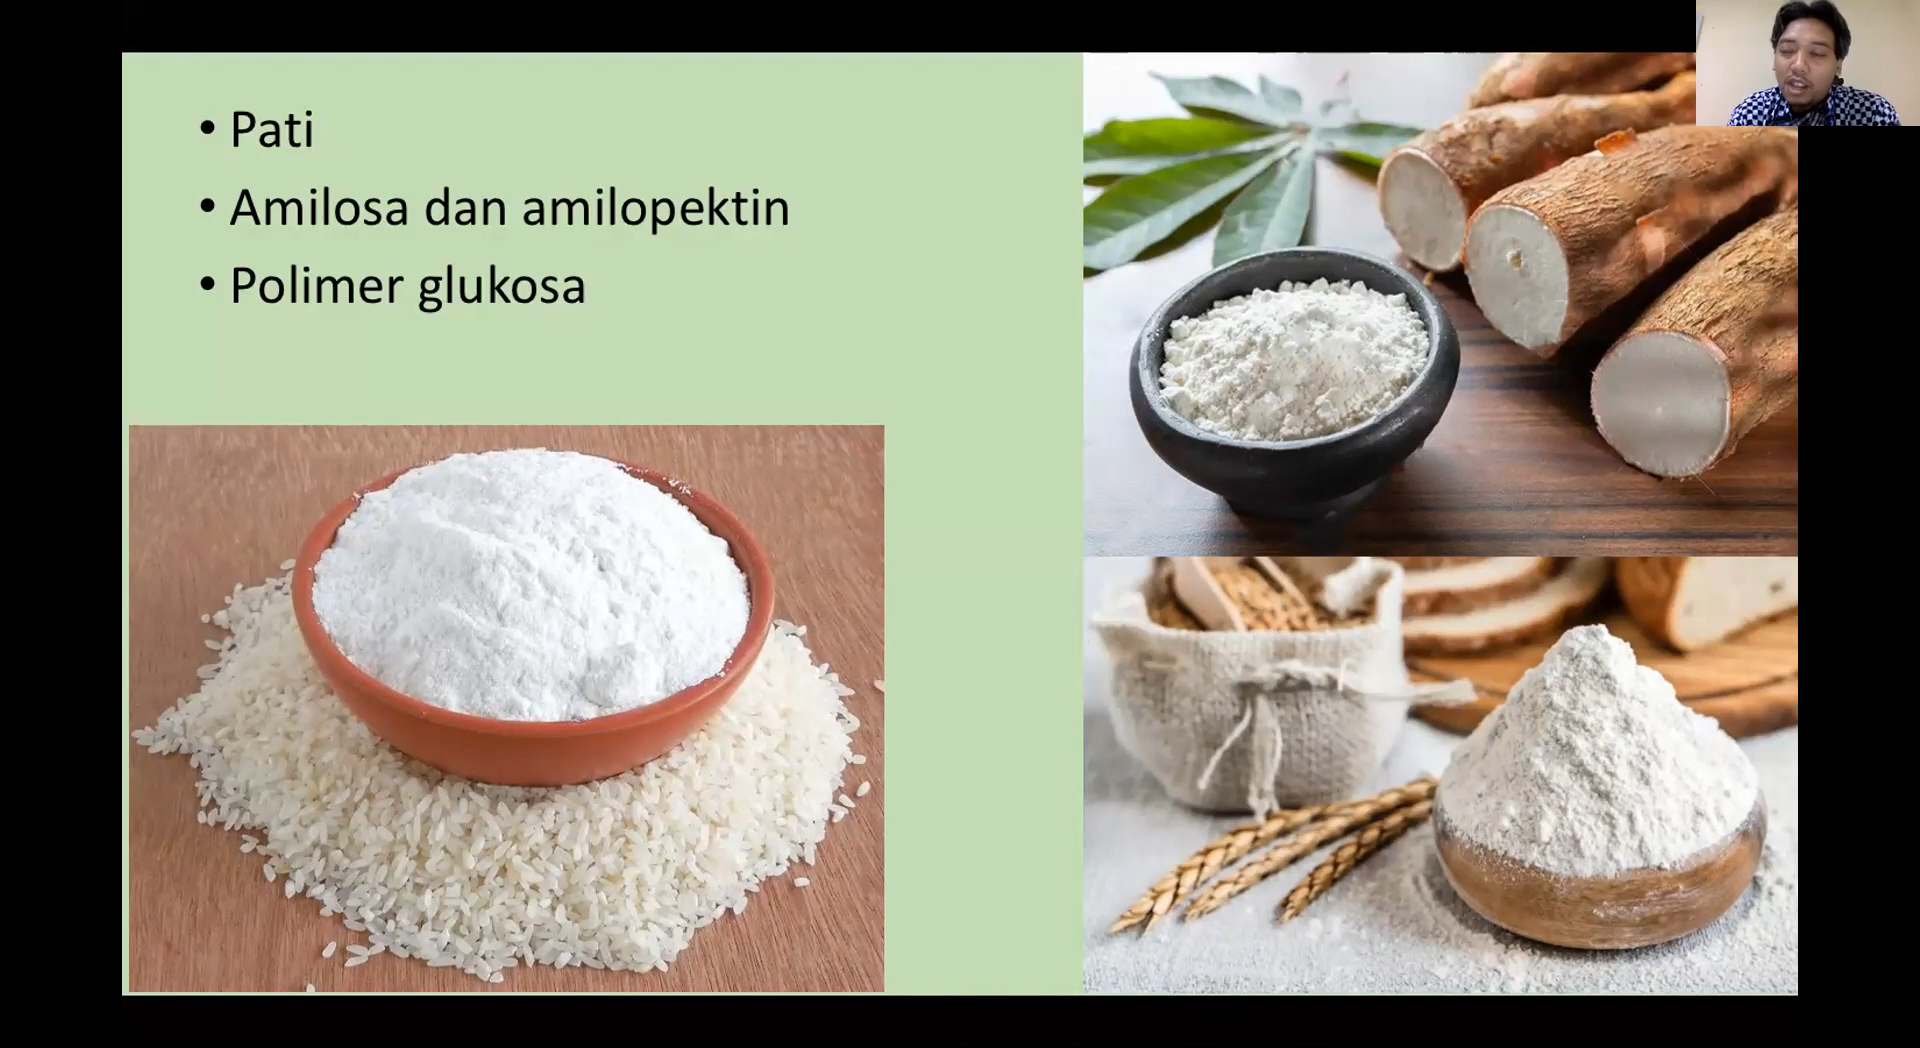 • Pati
• Amilosa dan amilopektin
• Polimer glukosa